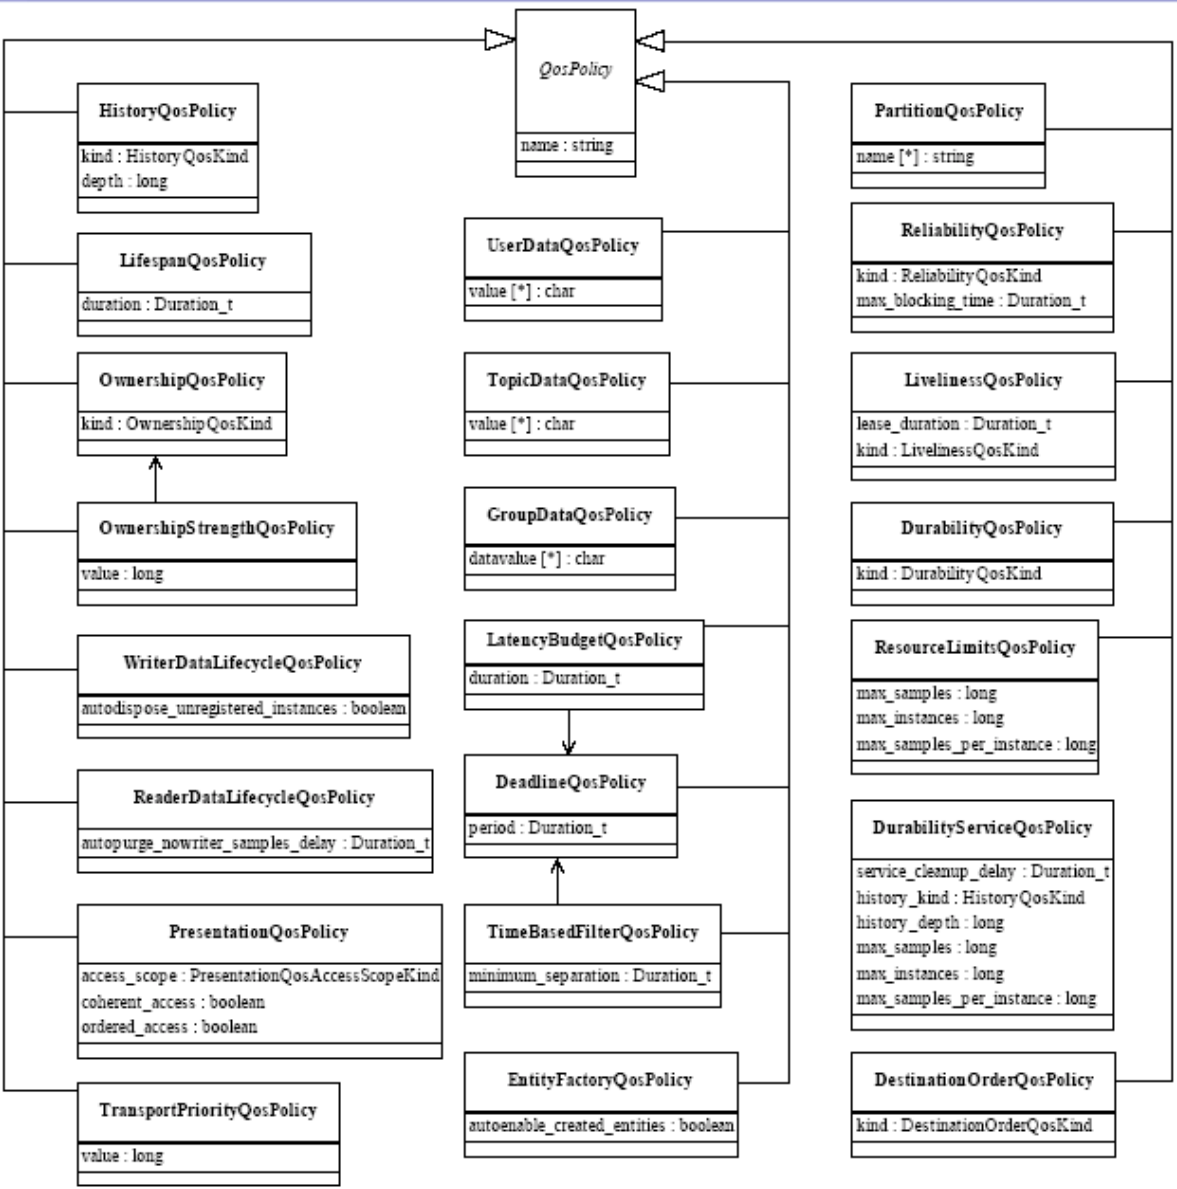 QosPolicy
name : string
HistoryQosPolicy
kind : HistoryQosKind
depth : long
LifespanQosPolicy
duration : Duration_t
OwnershipQosPolicy
kind : OwnershipQosKind
OwnershipStrengthQosPolicy
value : long
WriterDataLifecycleQosPolicy
autodispose_unregistered_instances : boolean
ReaderDataLifecycleQosPolicy
autopurge_nowriter_samples_delay : Duration_t
PresentationQosPolicy
access_scope : PresentationQosAccessScopeKind
coherent_access : boolean
ordered_access : boolean
TransportPriorityQosPolicy
value : long
UserDataQosPolicy
value [*] : char
TopicDataQosPolicy
value [*] : char
GroupDataQosPolicy
datavalue [*] : char
LatencyBudgetQosPolicy
duration : Duration_t
DeadlineQosPolicy
period : Duration_t
TimeBasedFilterQosPolicy
minimum_separation : Duration_t
EntityFactoryQosPolicy
autoenable_created_entities : boolean
PartitionQosPolicy
name [*] : string
ReliabilityQosPolicy
kind : ReliabilityQosKind
max_blocking_time : Duration_t
LivelinessQosPolicy
lease_duration : Duration_t
kind : LivelinessQosKind
DurabilityQosPolicy
kind : DurabilityQosKind
ResourceLimitsQosPolicy
max_samples : long
max_instances : long
max_samples_per_instance : long
DurabilityServiceQosPolicy
service_cleanup_delay : Duration_t
history_kind : HistoryQosKind
history_depth : long
max_samples : long
max_instances : long
max_samples_per_instance : long
DestinationOrderQosPolicy
kind : DestinationOrderQosKind